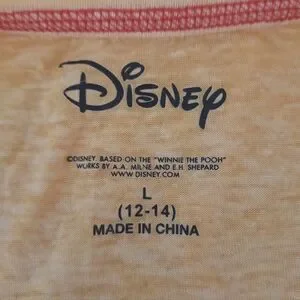 Disney
©DISNEY. BASED ON THE "WINNIE THE POOH"
WORKS BY A.A. MILNE AND E.H. SHEPARD
WWW.DISNEY.COM
L
(12-14)
MADE IN CHINA